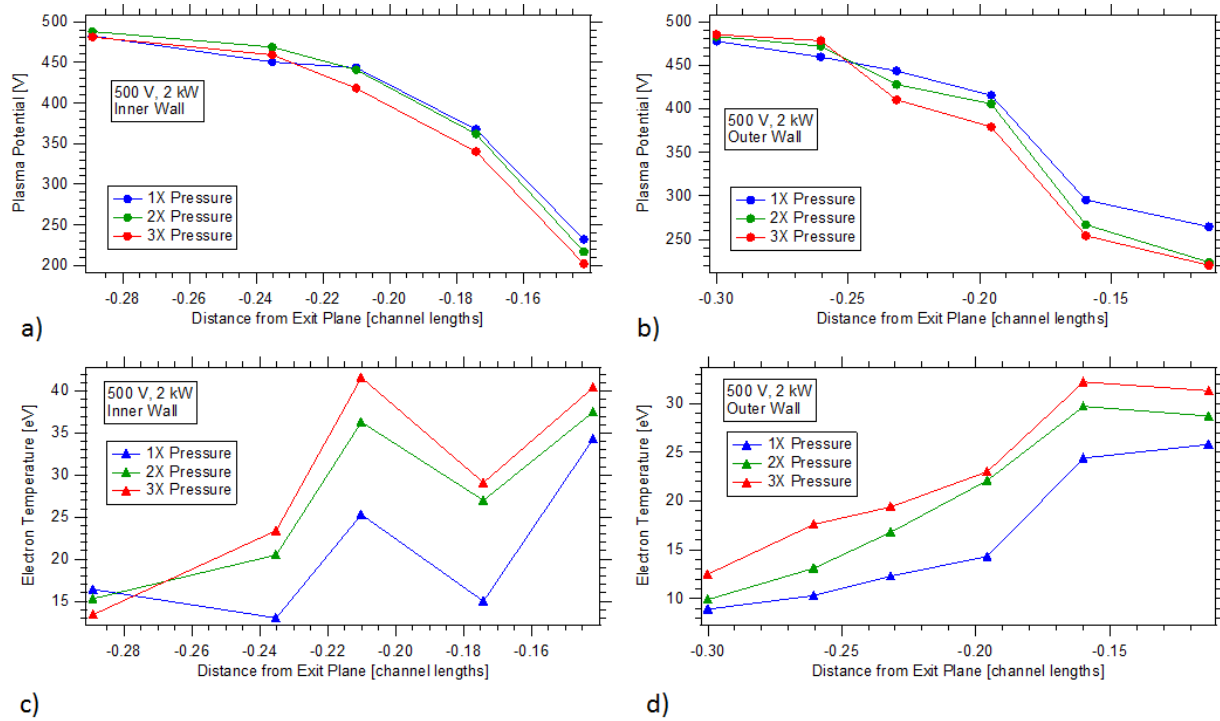 500
450
400
350
300
250
200
Plasma Potential [V]
500 V, 2 kW
Inner Wall
1X Pressure
2X Pressure
3X Pressure
-0.28
-0.26
-0.24
-0.22
-0.20
-0.18
-0.16
Distance from Exit Plane [channel lengths]
a)
500
450
400
350
300
250
Plasma Potential [V]
500 V, 2 kW
Outer Wall
1X Pressure
2X Pressure
3X Pressure
-0.30
-0.25
-0.20
-0.15
Distance from Exit Plane [channel lengths]
b)
40
35
30
25
20
15
Electron Temperature [eV]
500 V, 2 kW
Inner Wall
1X Pressure
2X Pressure
3X Pressure
-0.28
-0.26
-0.24
-0.22
-0.20
-0.18
-0.16
Distance from Exit Plane [channel lengths]
c)
30
25
20
15
10
Electron Temperature [eV]
500 V, 2 kW
Outer Wall
1X Pressure
2X Pressure
3X Pressure
-0.30
-0.25
-0.20
-0.15
Distance from Exit Plane [channel lengths]
d)